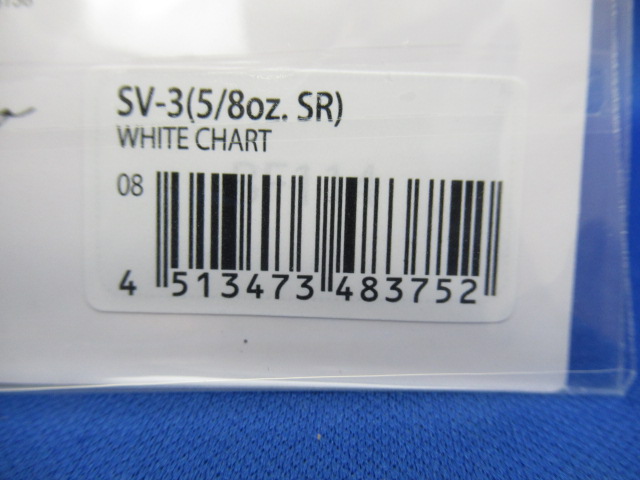 SV-3(5/8oz. SR)
WHITE CHART
08
4 513473 483752